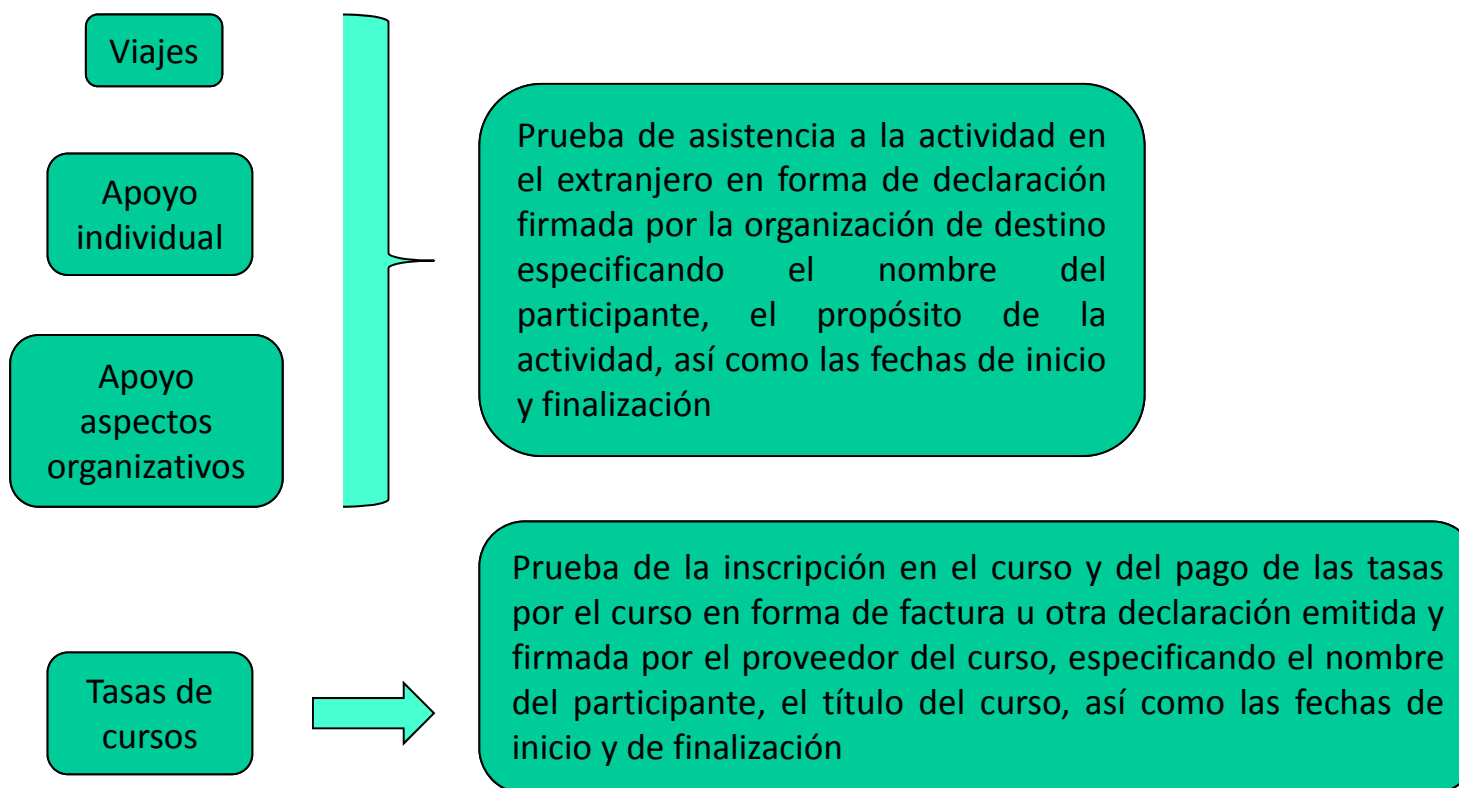 Viajes
Apoyo
individual
Apoyo
aspectos
organizativos
Prueba de asistencia a la actividad en
el extranjero en forma de declaración
firmada por la organización de destino
especificando el nombre del
participante, el propósito de la
actividad, así como las fechas de inicio
y finalización
Tasas de
cursos
Prueba de la inscripción en el curso y del pago de las tasas
por el curso en forma de factura u otra declaración emitida y
firmada por el proveedor del curso, especificando el nombre
del participante, el título del curso, así como las fechas de
inicio y de finalización